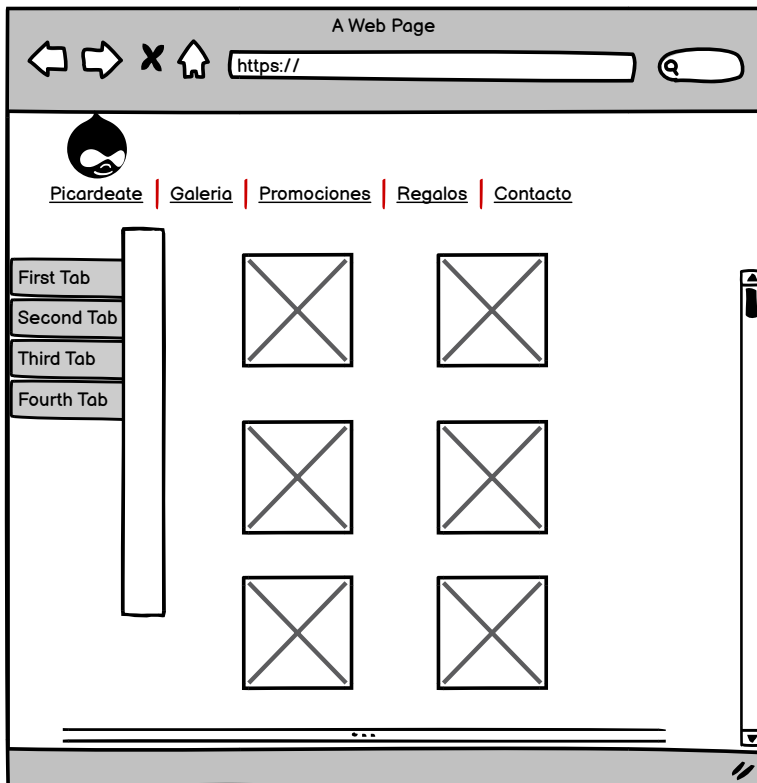 A Web Page
https://
Picardeate Galeria Promociones Regalos Contacto
First Tab
Second Tab
Third Tab
Fourth Tab